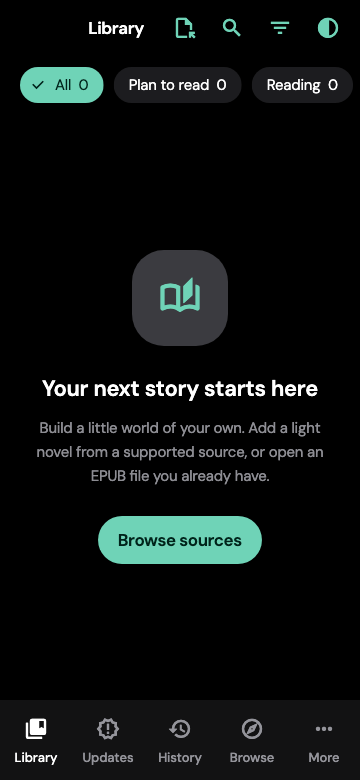 Library
All 0
Plan to read 0
Reading 0
Your next story starts here
Build a little world of your own. Add a light
novel from a supported source, or open an
EPUB file you already have.
Browse sources
Library
Updates
History
Browse
More